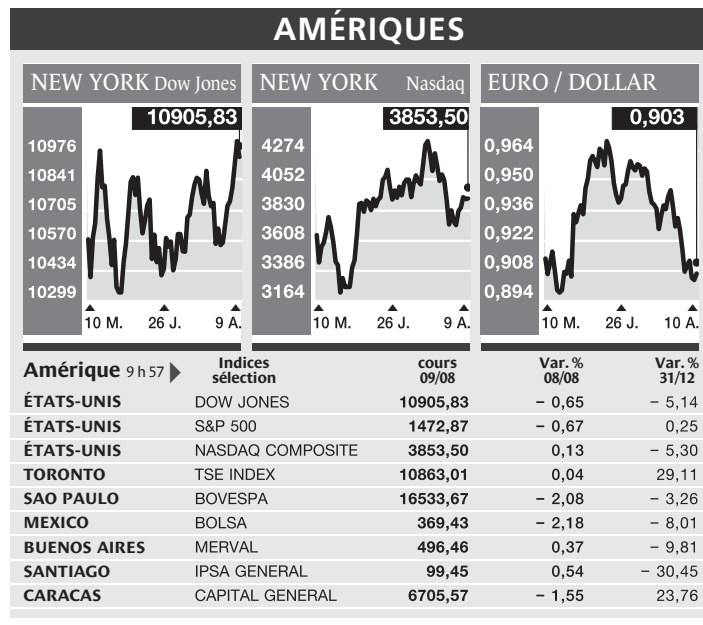 AMÉRIQUES
NEW YORK Dow Jones
10905,83
10976
10841
10705
10570
10434
10299
10 M. 26 J. 9 A.
NEW YORK Nasdaq
3853,50
4274
4052
3830
3608
3386
3164
10 M. 26 J. 9 A.
EURO / DOLLAR
0,903
0,964
0,950
0,936
0,922
0,908
0,894
10 M. 26 J. 10 A.
Amérique 9 h 57 Indices sélection cours 09/08 Var. % 08/08 Var. % 31/12
ÉTATS-UNIS DOW JONES 10905,83 – 0,65 – 5,14
ÉTATS-UNIS S&P 500 1472,87 – 0,67 0,25
ÉTATS-UNIS NASDAQ COMPOSITE 3853,50 0,13 – 5,30
TORONTO TSE INDEX 10863,01 0,04 29,11
SAO PAULO BOVESPA 16533,67 – 2,08 – 3,26
MEXICO BOLSA 369,43 – 2,18 – 8,01
BUENOS AIRES MERVAL 496,46 0,37 – 9,81
SANTIAGO IPSA GENERAL 99,45 0,54 – 30,45
CARACAS CAPITAL GENERAL 6705,57 – 1,55 23,76